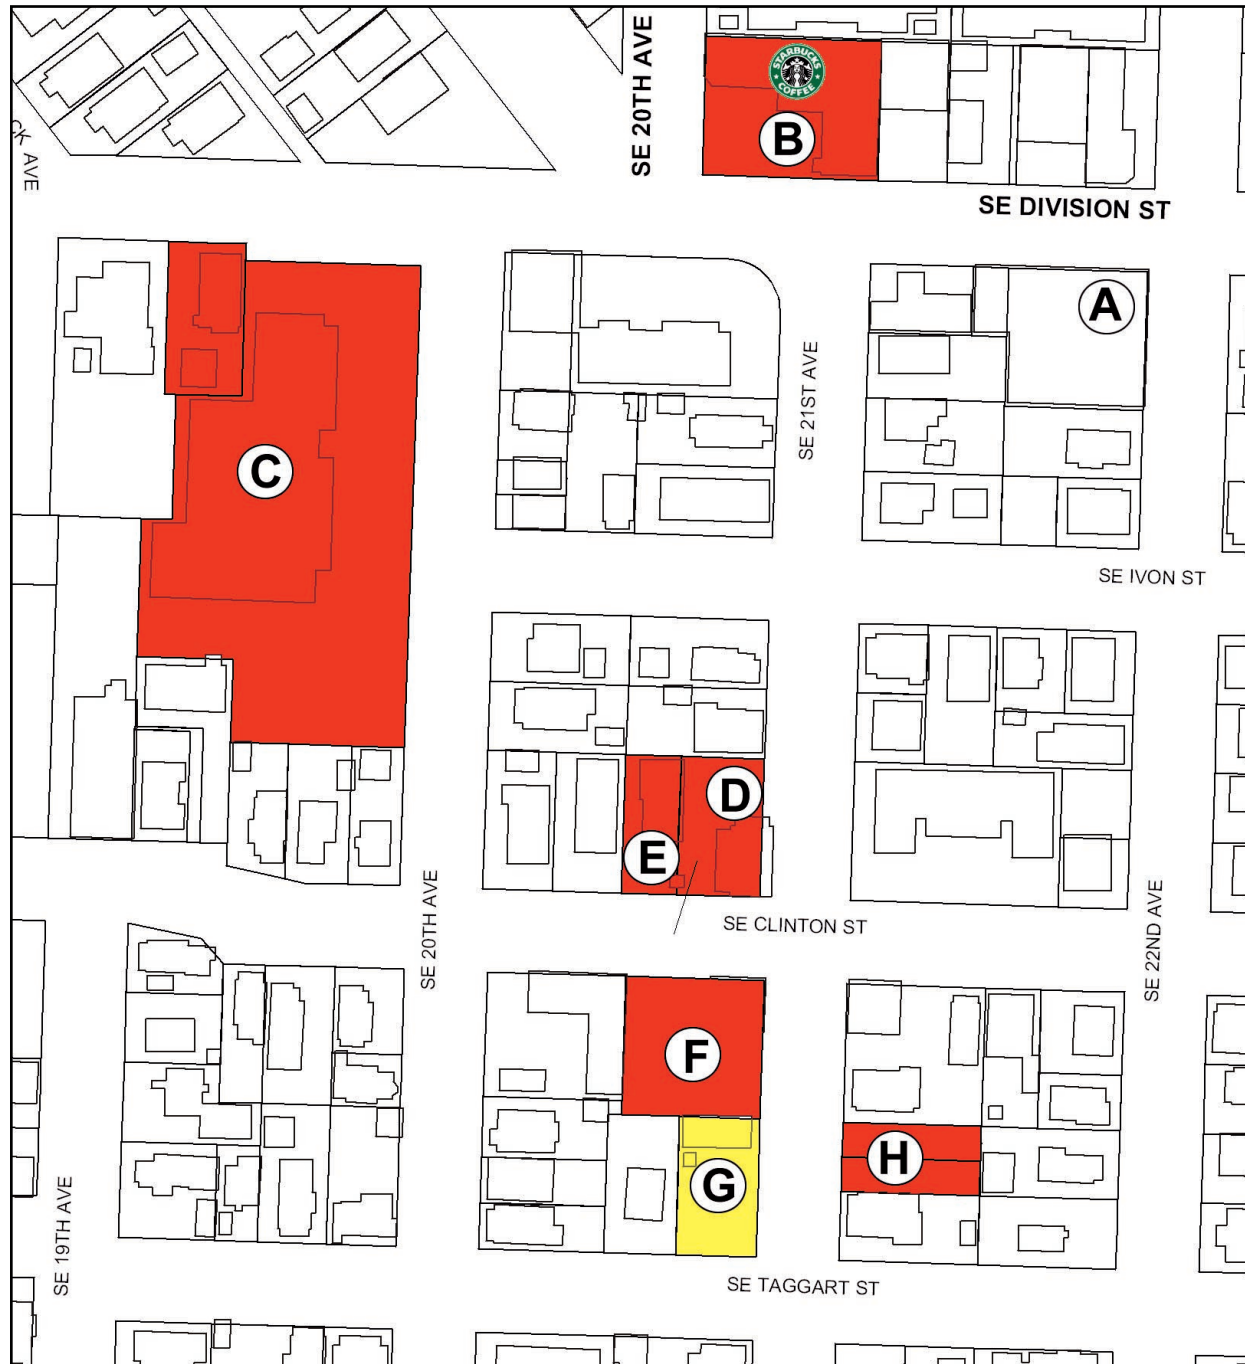 SE 20TH AVE
STARBUCKS
COFFEE
B
CK AVE
SE DIVISION ST
A
SE 21ST AVE
C
SE IVON ST
D
E
SE 20TH AVE
SE CLINTON ST
SE 22ND AVE
F
H
G
SE 19TH AVE
SE TAGGART ST